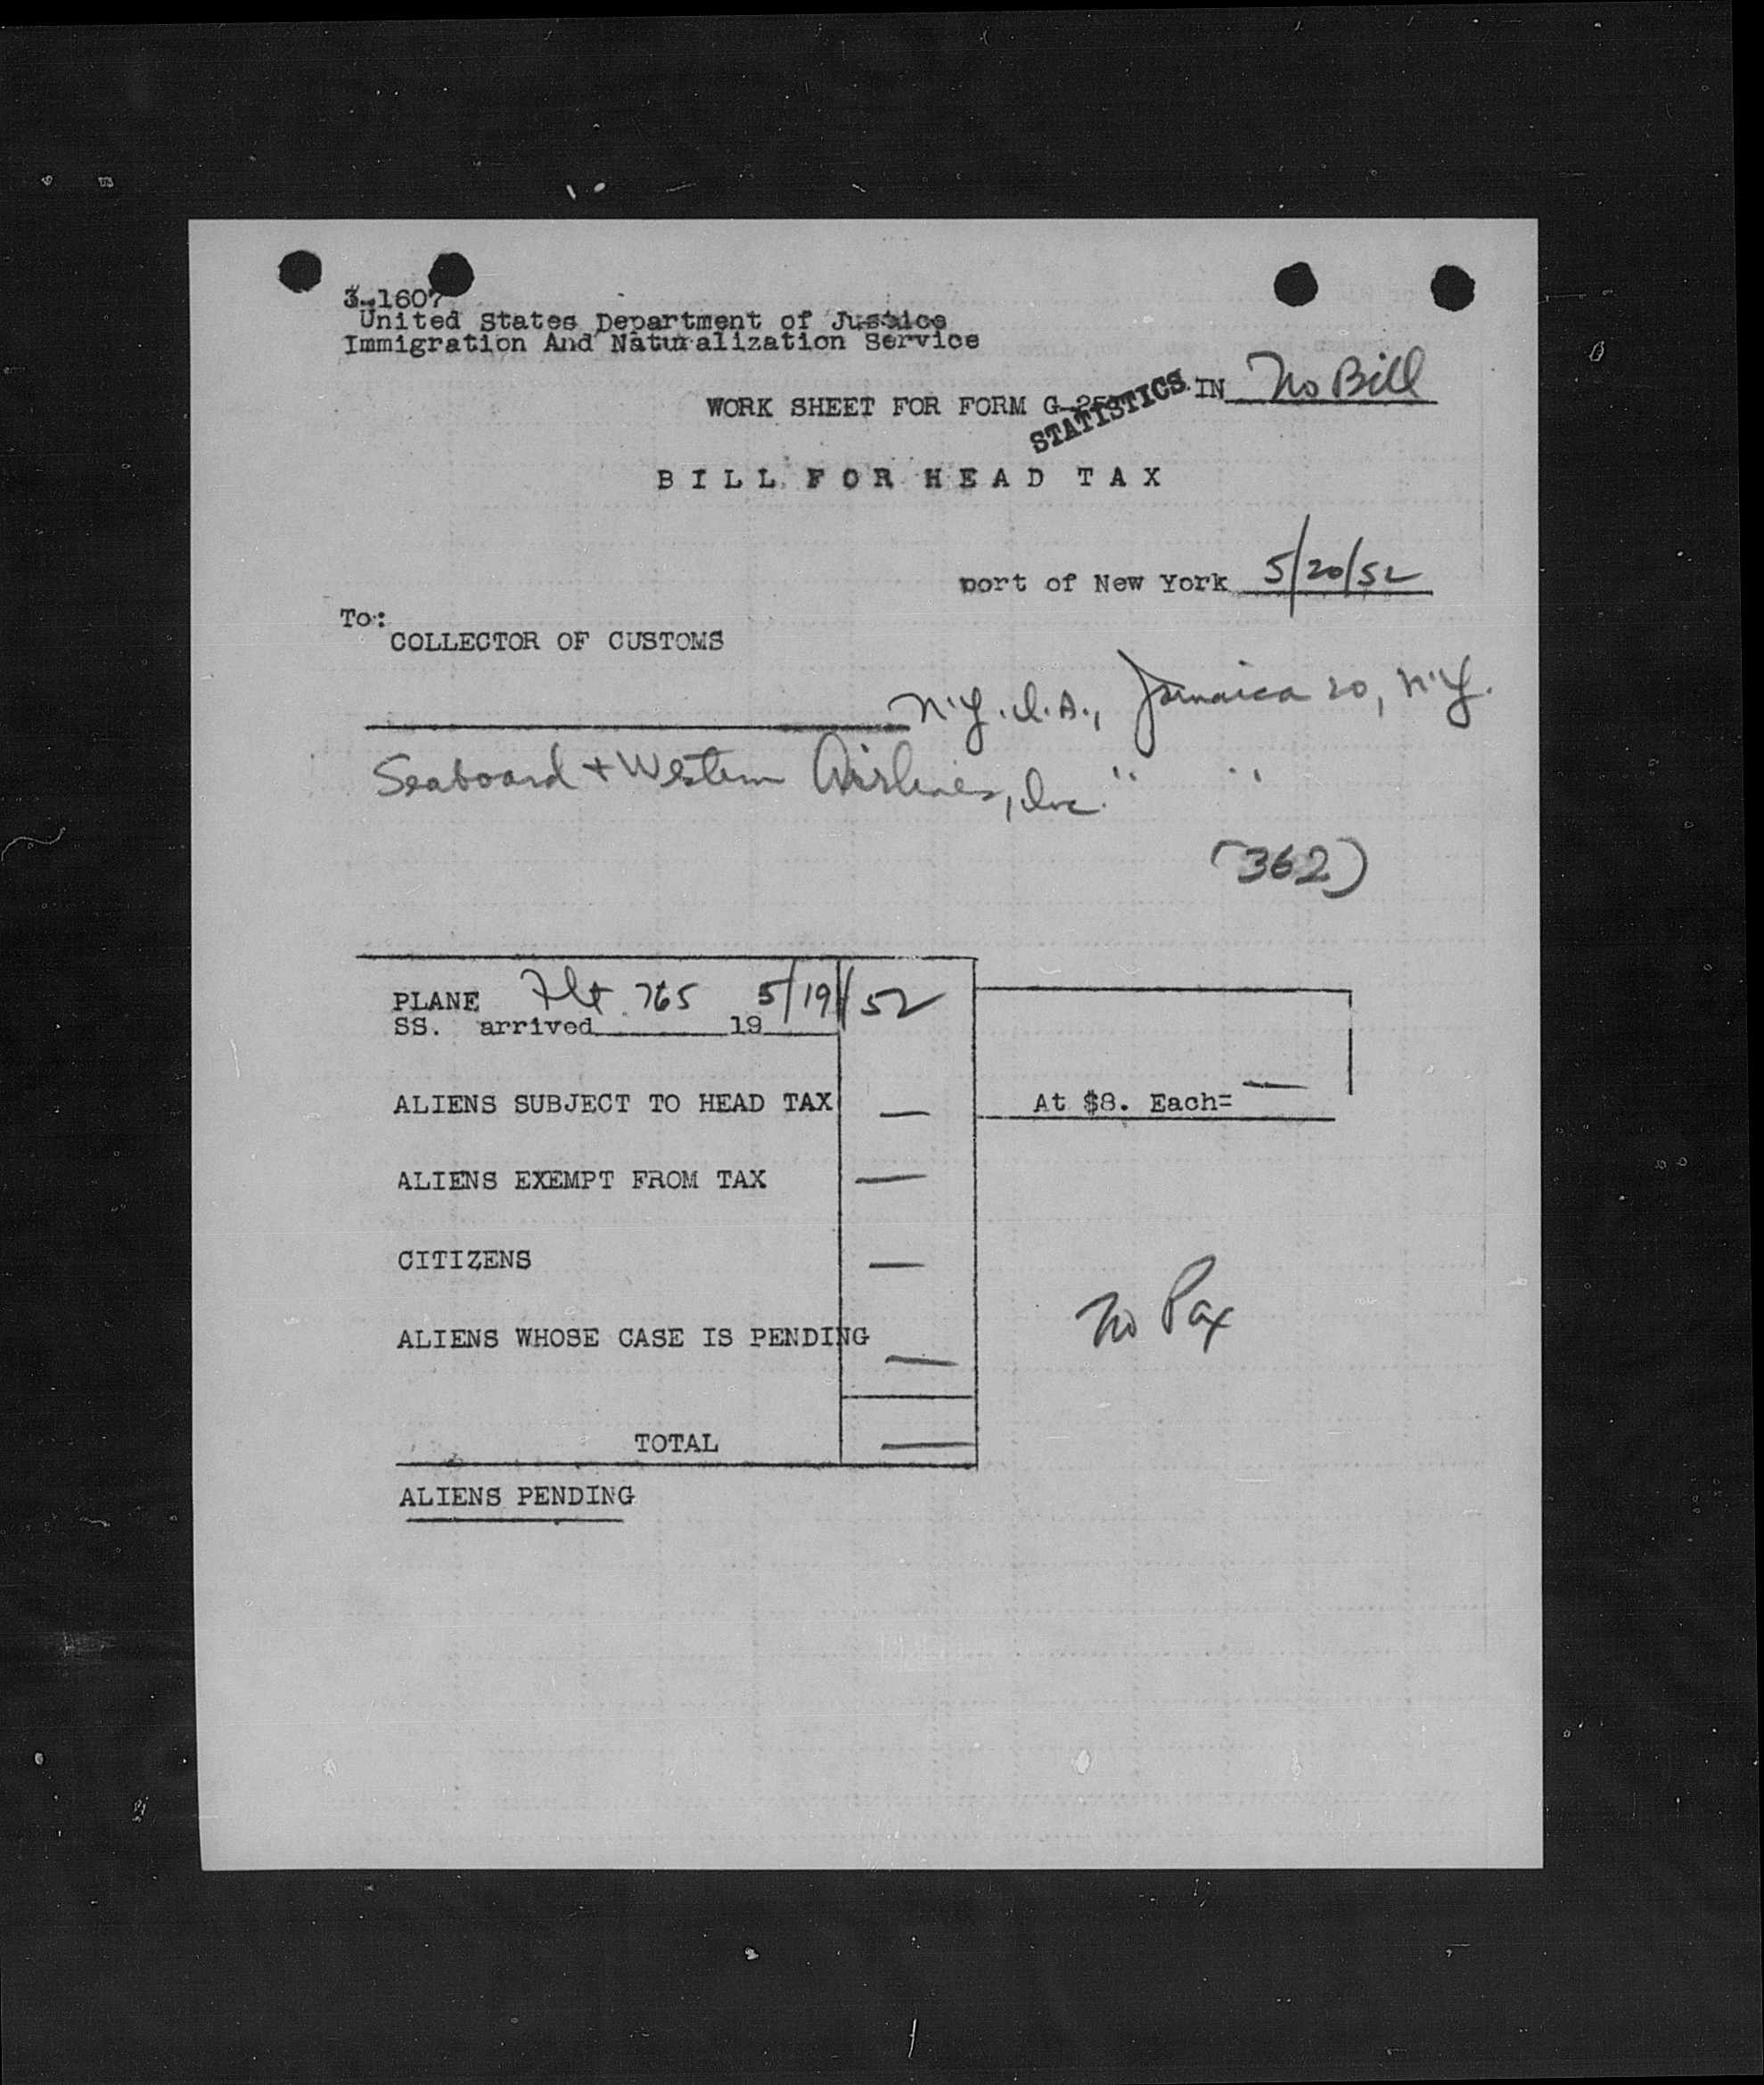 3-1607
United States Department of Justice
Immigration And Naturalization Service
WORK SHEET FOR FORM G- IN No Bill
STATISTICS
BILL FOR HEAD TAX
port of New York 5/20/52
To:
COLLECTOR OF CUSTOMS
N.Y.I.A., Jamaica 20, N.Y.
Seaboard + Western Airlines, Inc. " "
(362)
PLANE Flt 765 5/19/52
SS. arrived 19
ALIENS SUBJECT TO HEAD TAX — At $8. Each= —
ALIENS EXEMPT FROM TAX —
CITIZENS —
No Pax
ALIENS WHOSE CASE IS PENDING —
TOTAL —
ALIENS PENDING